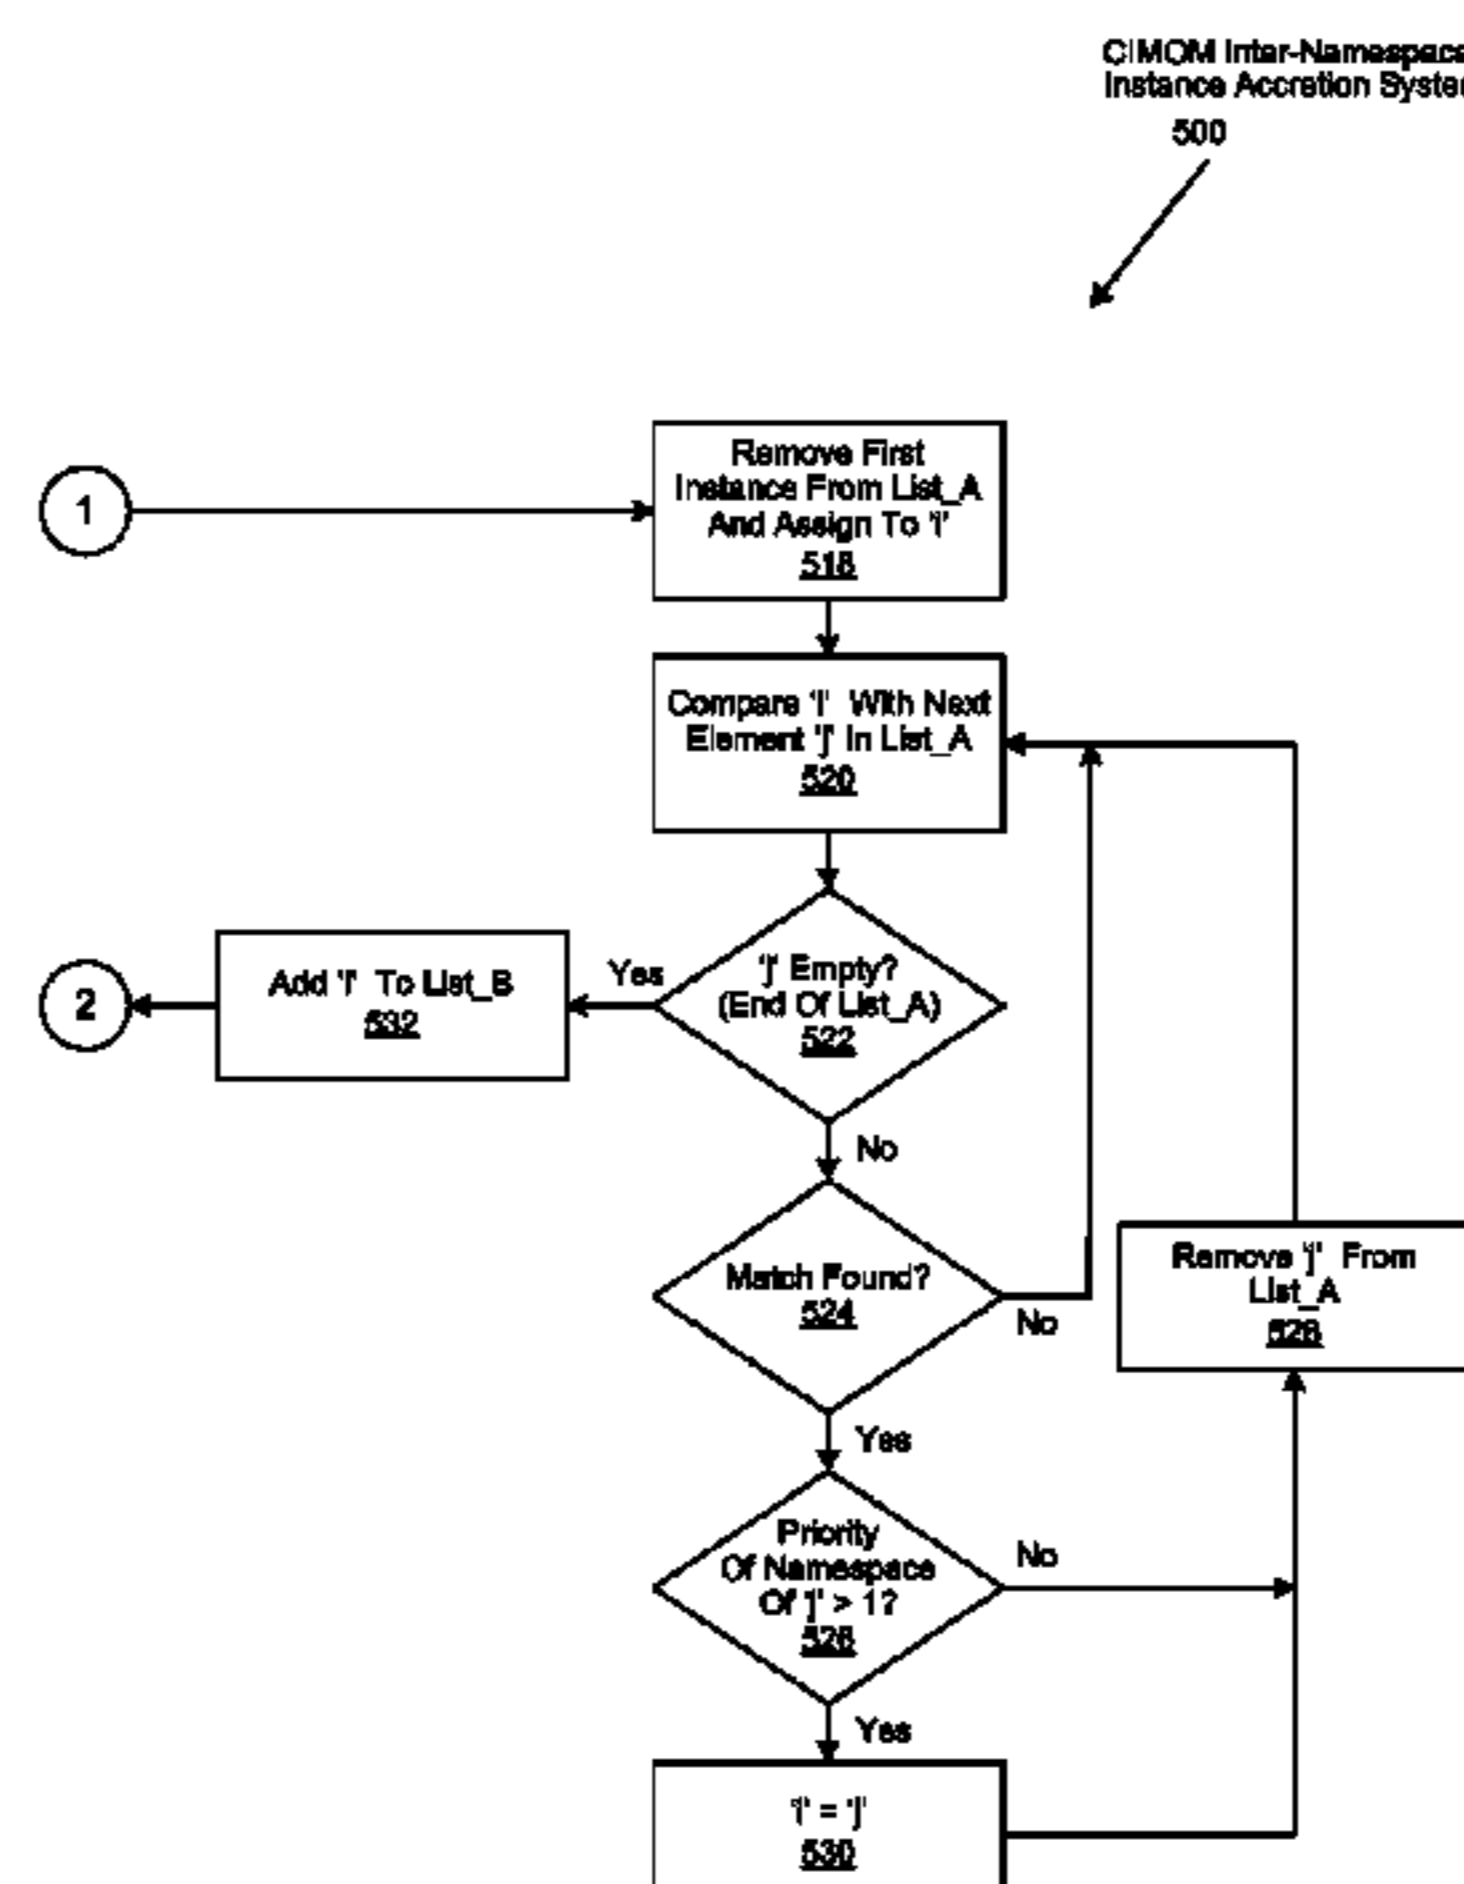 CIMOM Inter-Namespace
Instance Accretion System
500
1
Remove First
Instance From List_A
And Assign To 'i'
518
Compare 'i' With Next
Element 'j' In List_A
520
'j' Empty?
(End Of List_A)
522
Yes
Add 'i' To List_B
532
2
No
Match Found?
524
No
Remove 'j' From
List_A
Yes
Priority
Of Namespace
Of 'j' > 1?
No
Yes
'i' = 'j'
530